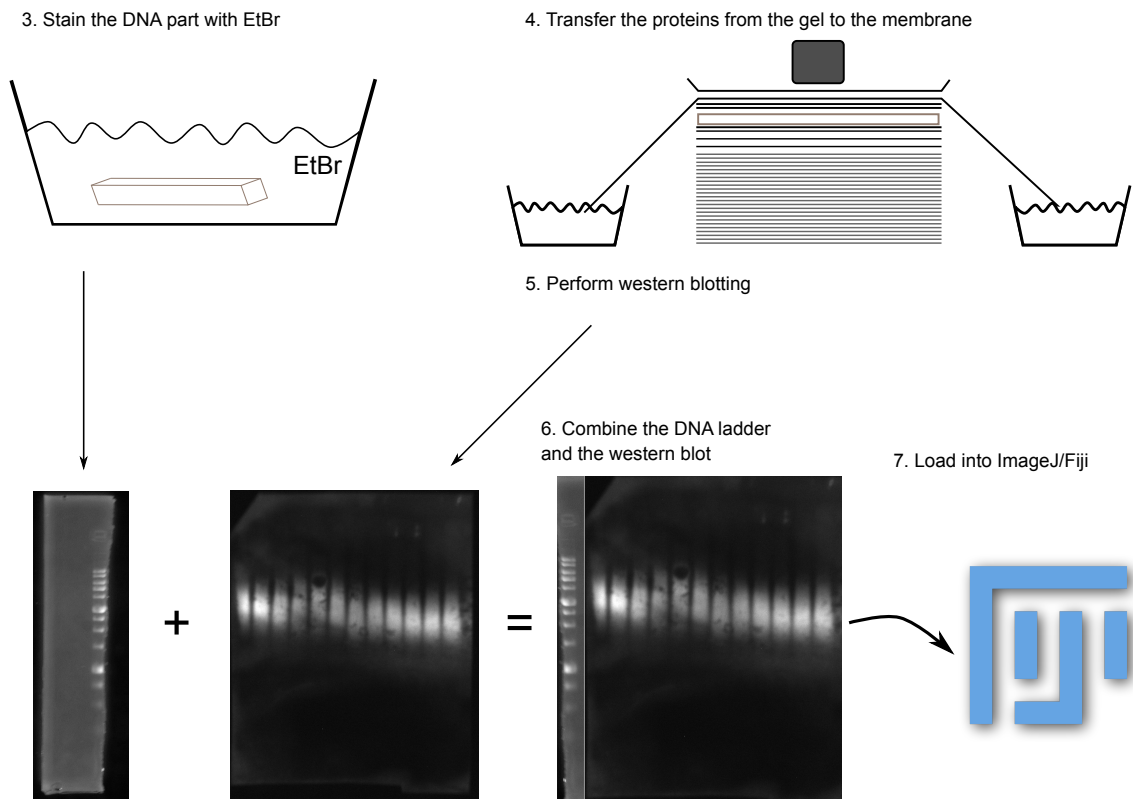 3. Stain the DNA part with EtBr
4. Transfer the proteins from the gel to the membrane
EtBr
5. Perform western blotting
6. Combine the DNA ladder
and the western blot
7. Load into ImageJ/Fiji
+
=